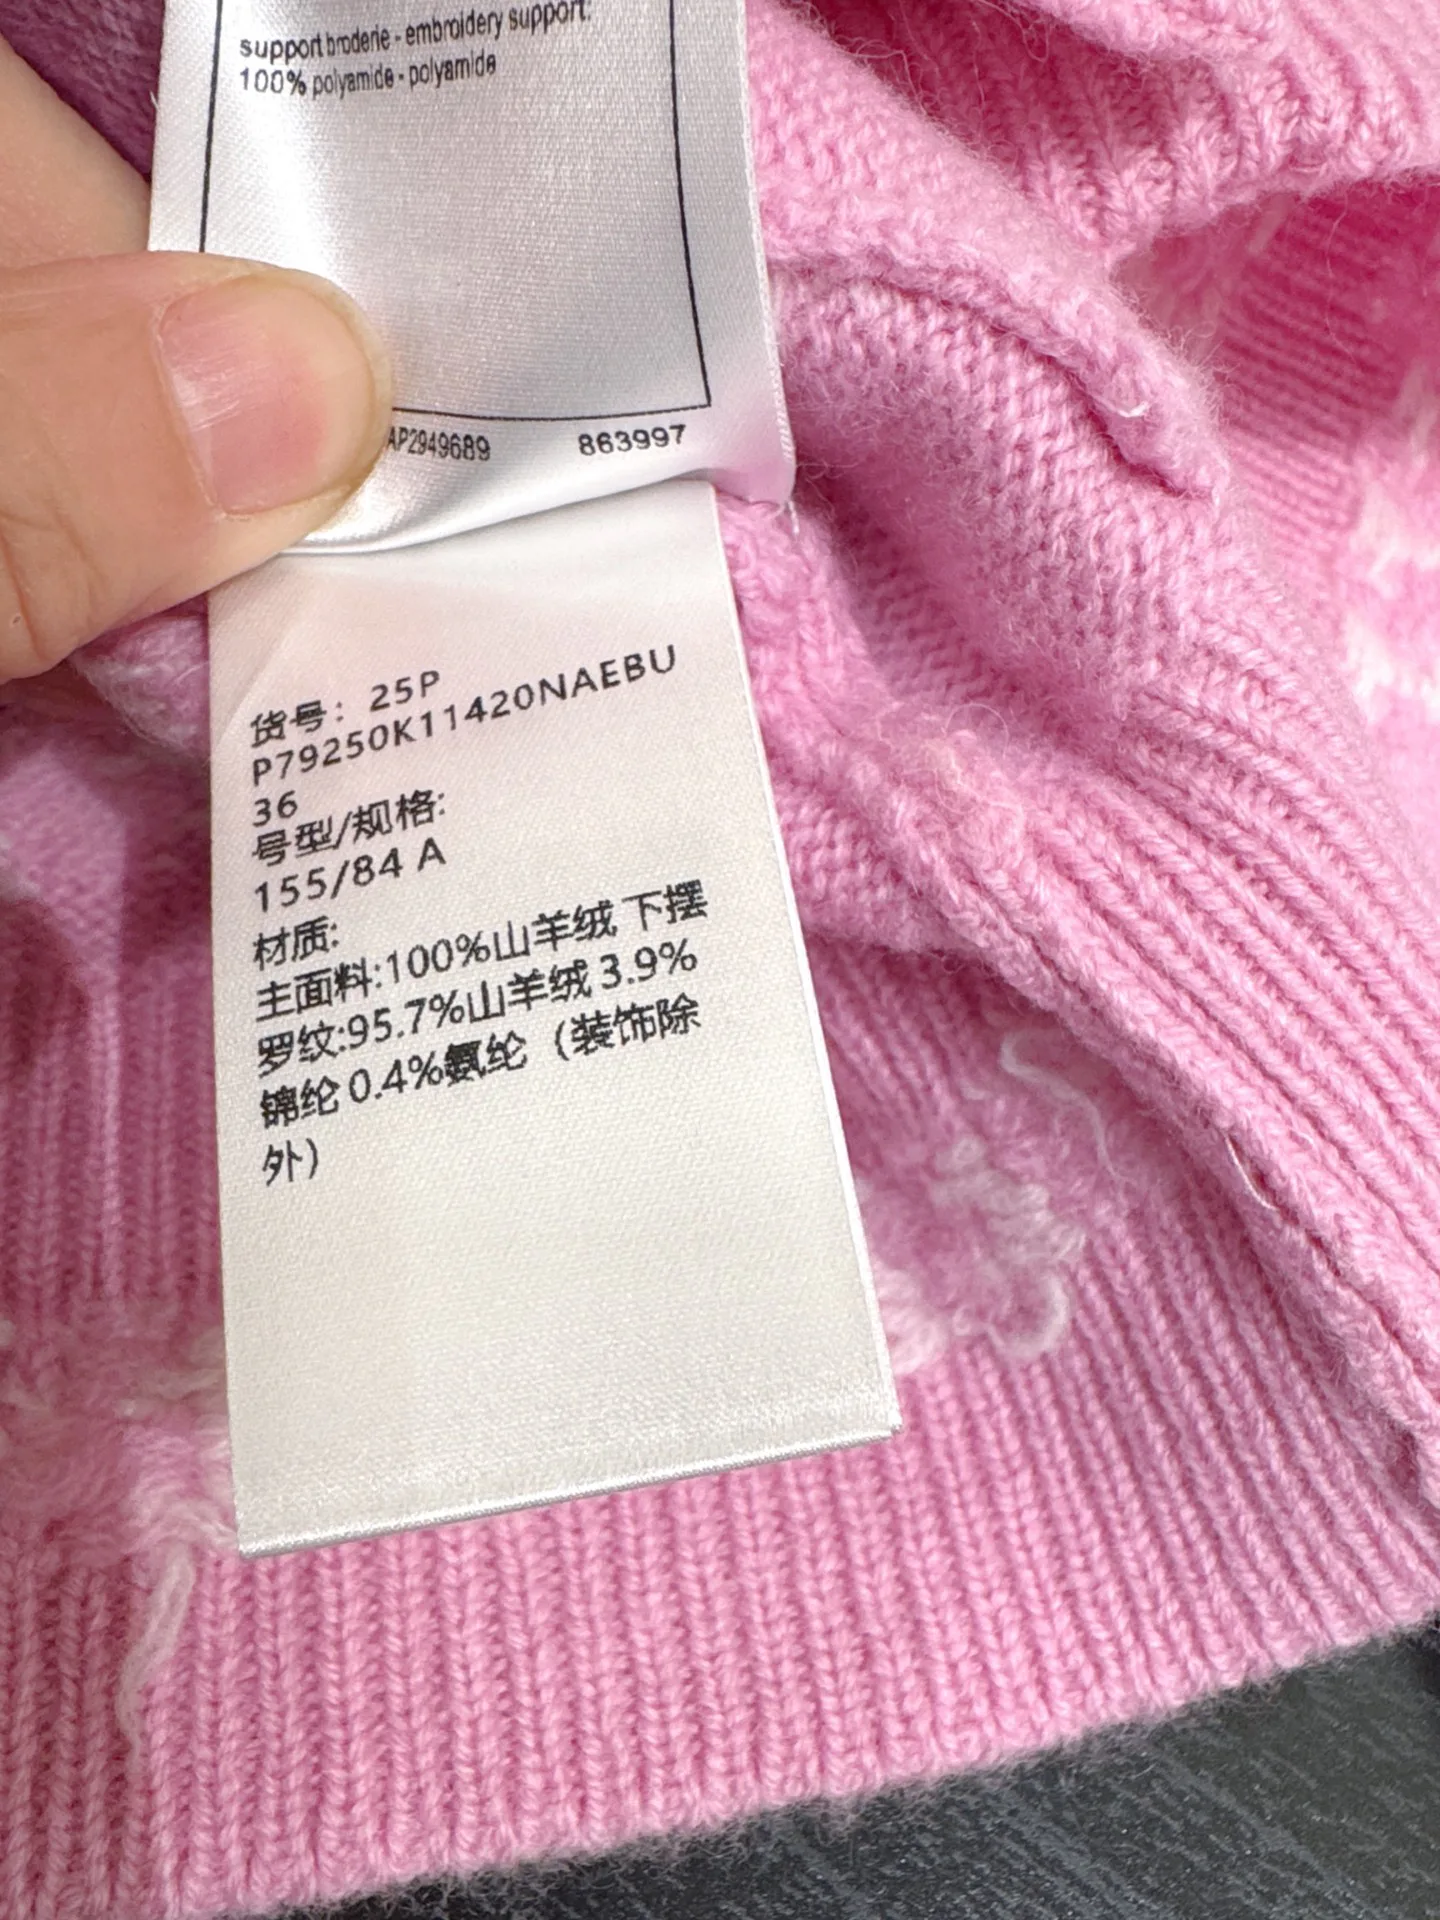 support broderie - embroidery support:
100% polyamide - polyamide
AP2949689 863997
货号：25P
P79250K11420NAEBU
36
号型/规格:
155/84 A
材质:
主面料:100%山羊绒 下摆
罗纹:95.7%山羊绒 3.9%
锦纶 0.4%氨纶（装饰除
外）